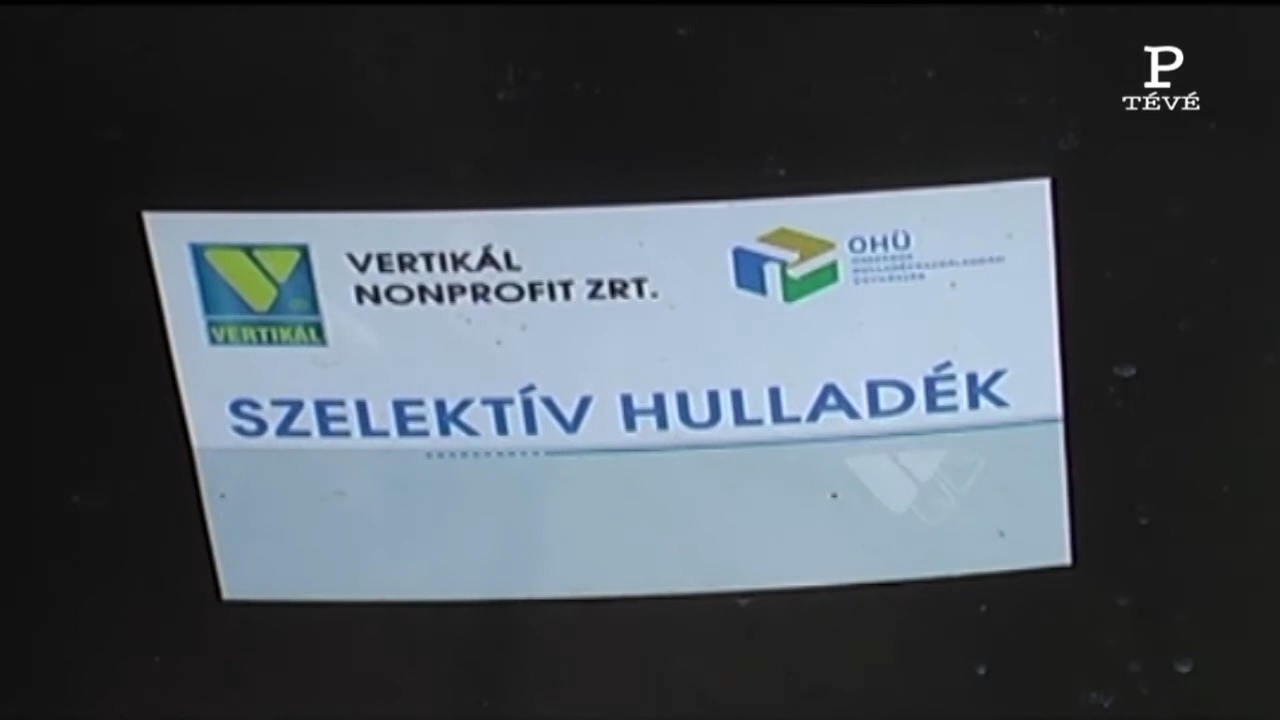 P
TÉVÉ
VERTIKÁL
NONPROFIT ZRT.
VERTIKÁL
OHÜ
SZELEKTÍV HULLADÉK